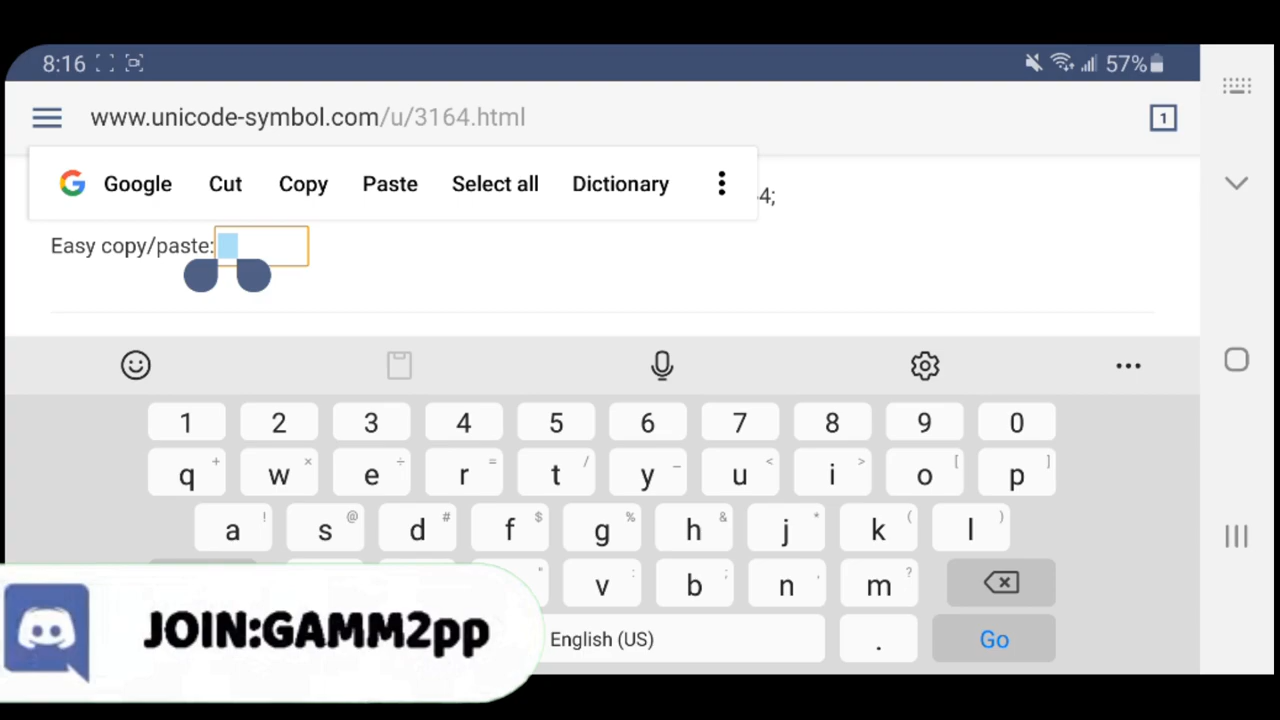 8:16 57%
www.unicode-symbol.com/u/3164.html
1
Google Cut Copy Paste Select all Dictionary
4;
Easy copy/paste:
1 2 3 4 5 6 7 8 9 0
q + w × e ÷ r = t / y _ u < i > o [ p ]
a ! s @ d # f $ g % h & j * k ( l )
" v : b ; n , m ?
JOIN:GAMM2pp
English (US) . Go